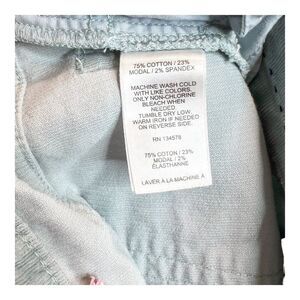 75% COTTON / 23%
MODAL / 2% SPANDEX
MACHINE WASH COLD
WITH LIKE COLORS.
ONLY NON-CHLORINE
BLEACH WHEN
NEEDED
TUMBLE DRY LOW.
WARM IRON IF NEEDED
ON REVERSE SIDE.
RN 134578
75% COTON / 23%
MODAL / 2%
ÉLASTHANNE
LAVER À LA MACHINE À